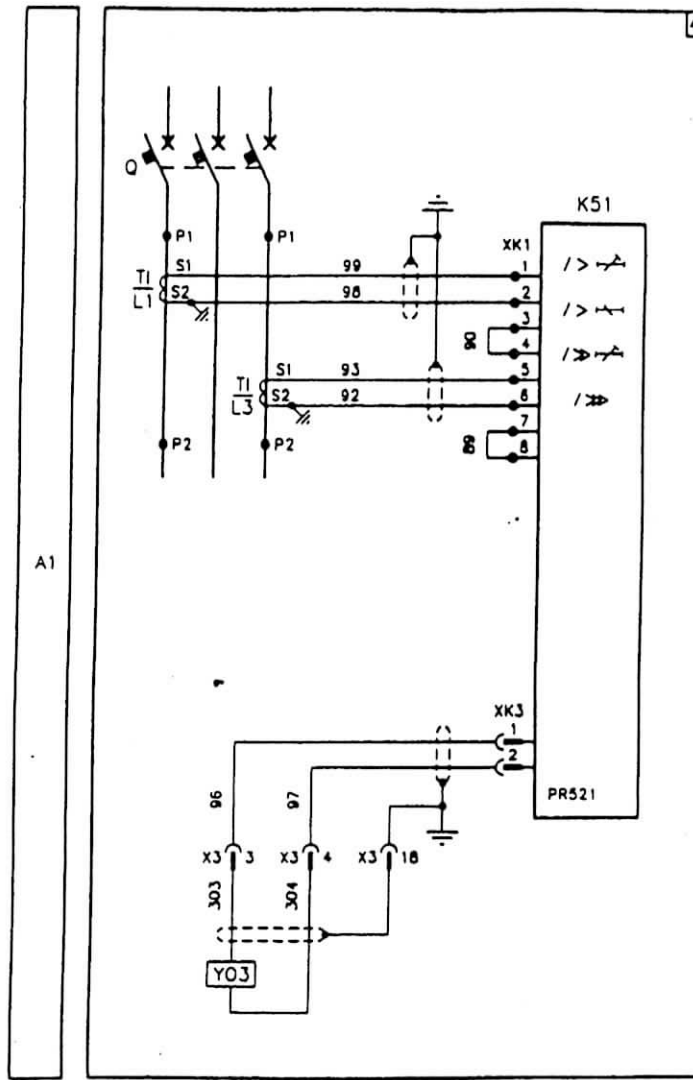 K51
Q
P1 P1
XK1
S1 99 1 I>
TI
L1 S2 98 2
3 I>
90 4 I>>
S1 93 5
TI
L3 S2 92 6 I>>>
7
P2 P2 89 8
A1
XK3
1
2
96 97 PR521
X3 3 X3 4 X3 18
303 304
Y03